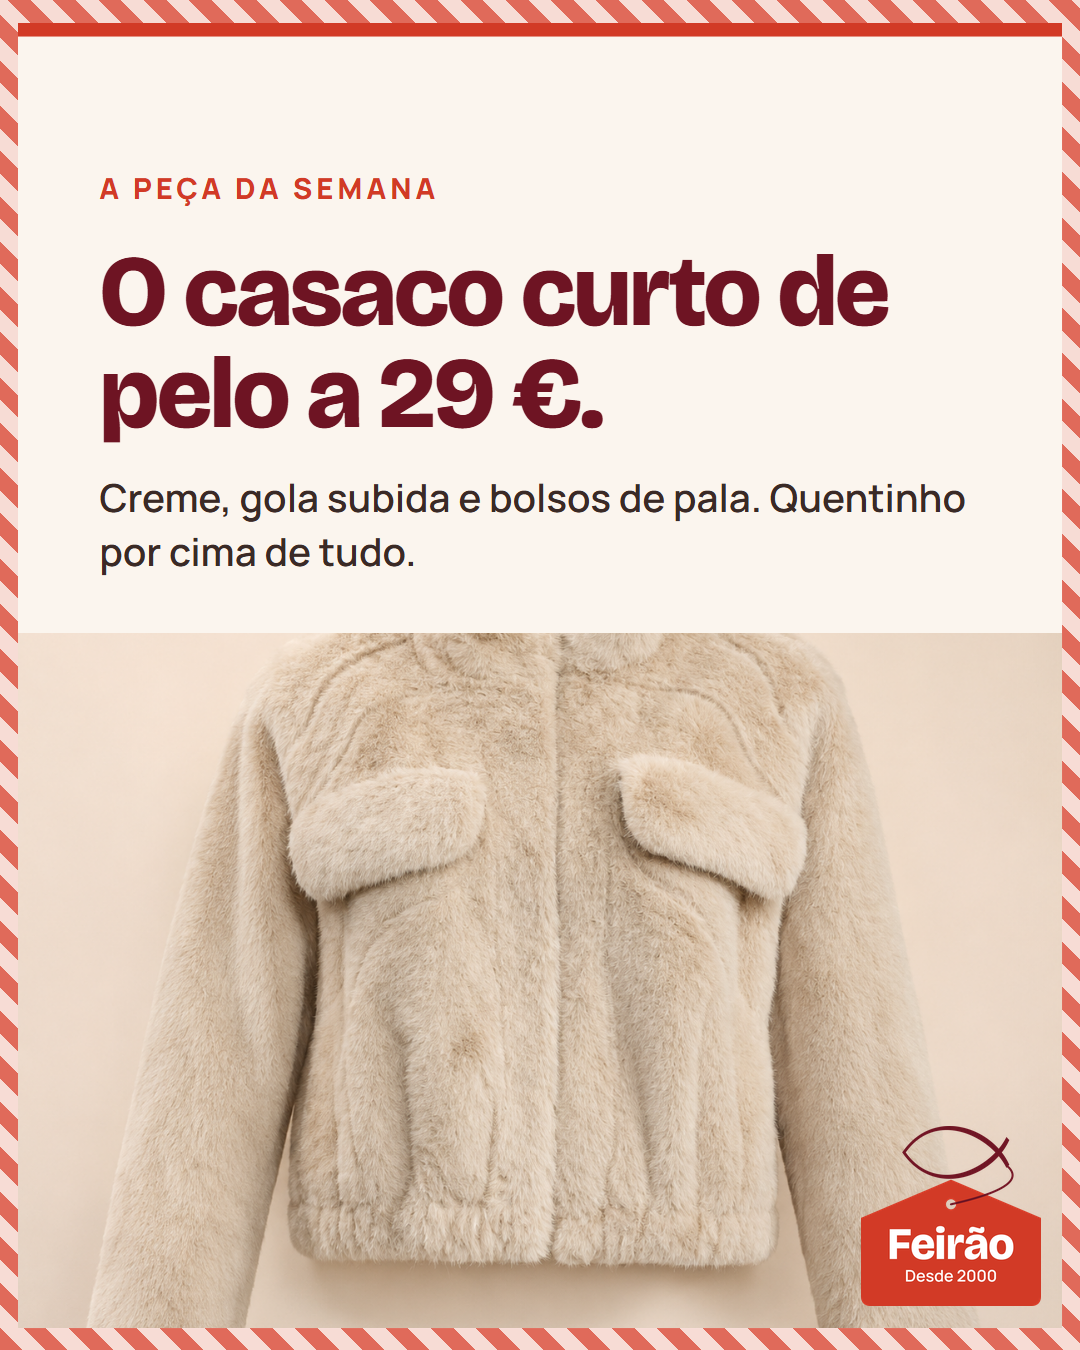 A PEÇA DA SEMANA
O casaco curto de
pelo a 29 €.
Creme, gola subida e bolsos de pala. Quentinho
por cima de tudo.
Feirão
Desde 2000